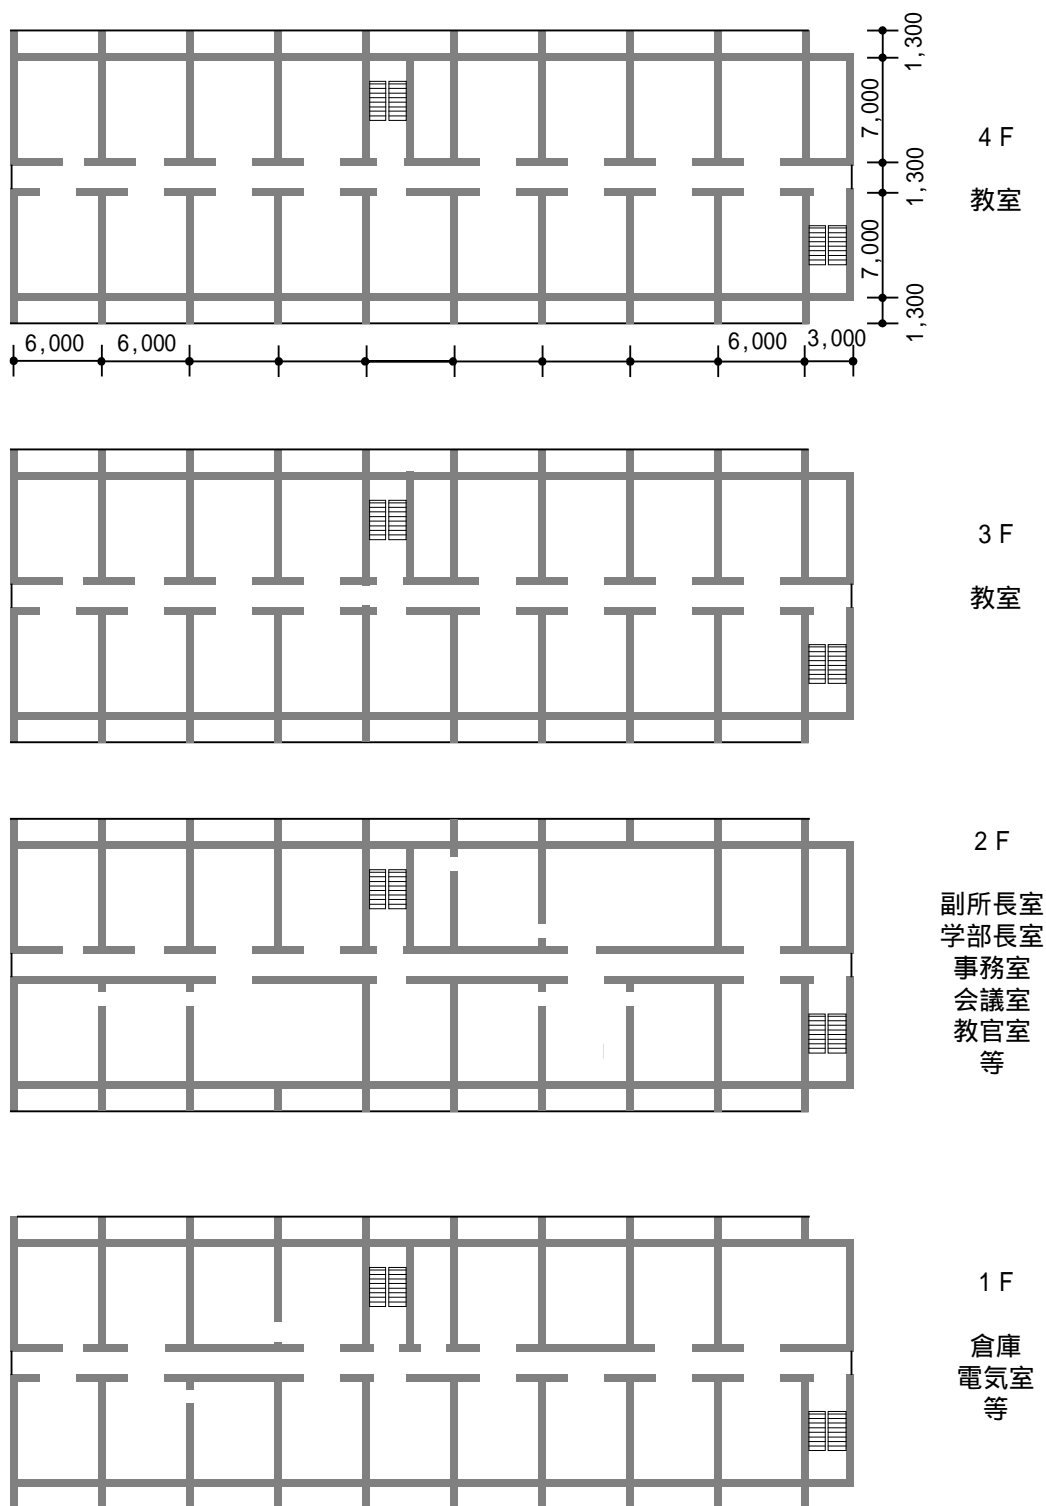 1,300
7,000
1,300
7,000
1,300
4 F
教室
6,000
6,000
6,000
3,000
3 F
教室
2 F
副所長室
学部長室
事務室
会議室
教官室
等
1 F
倉庫
電気室
等